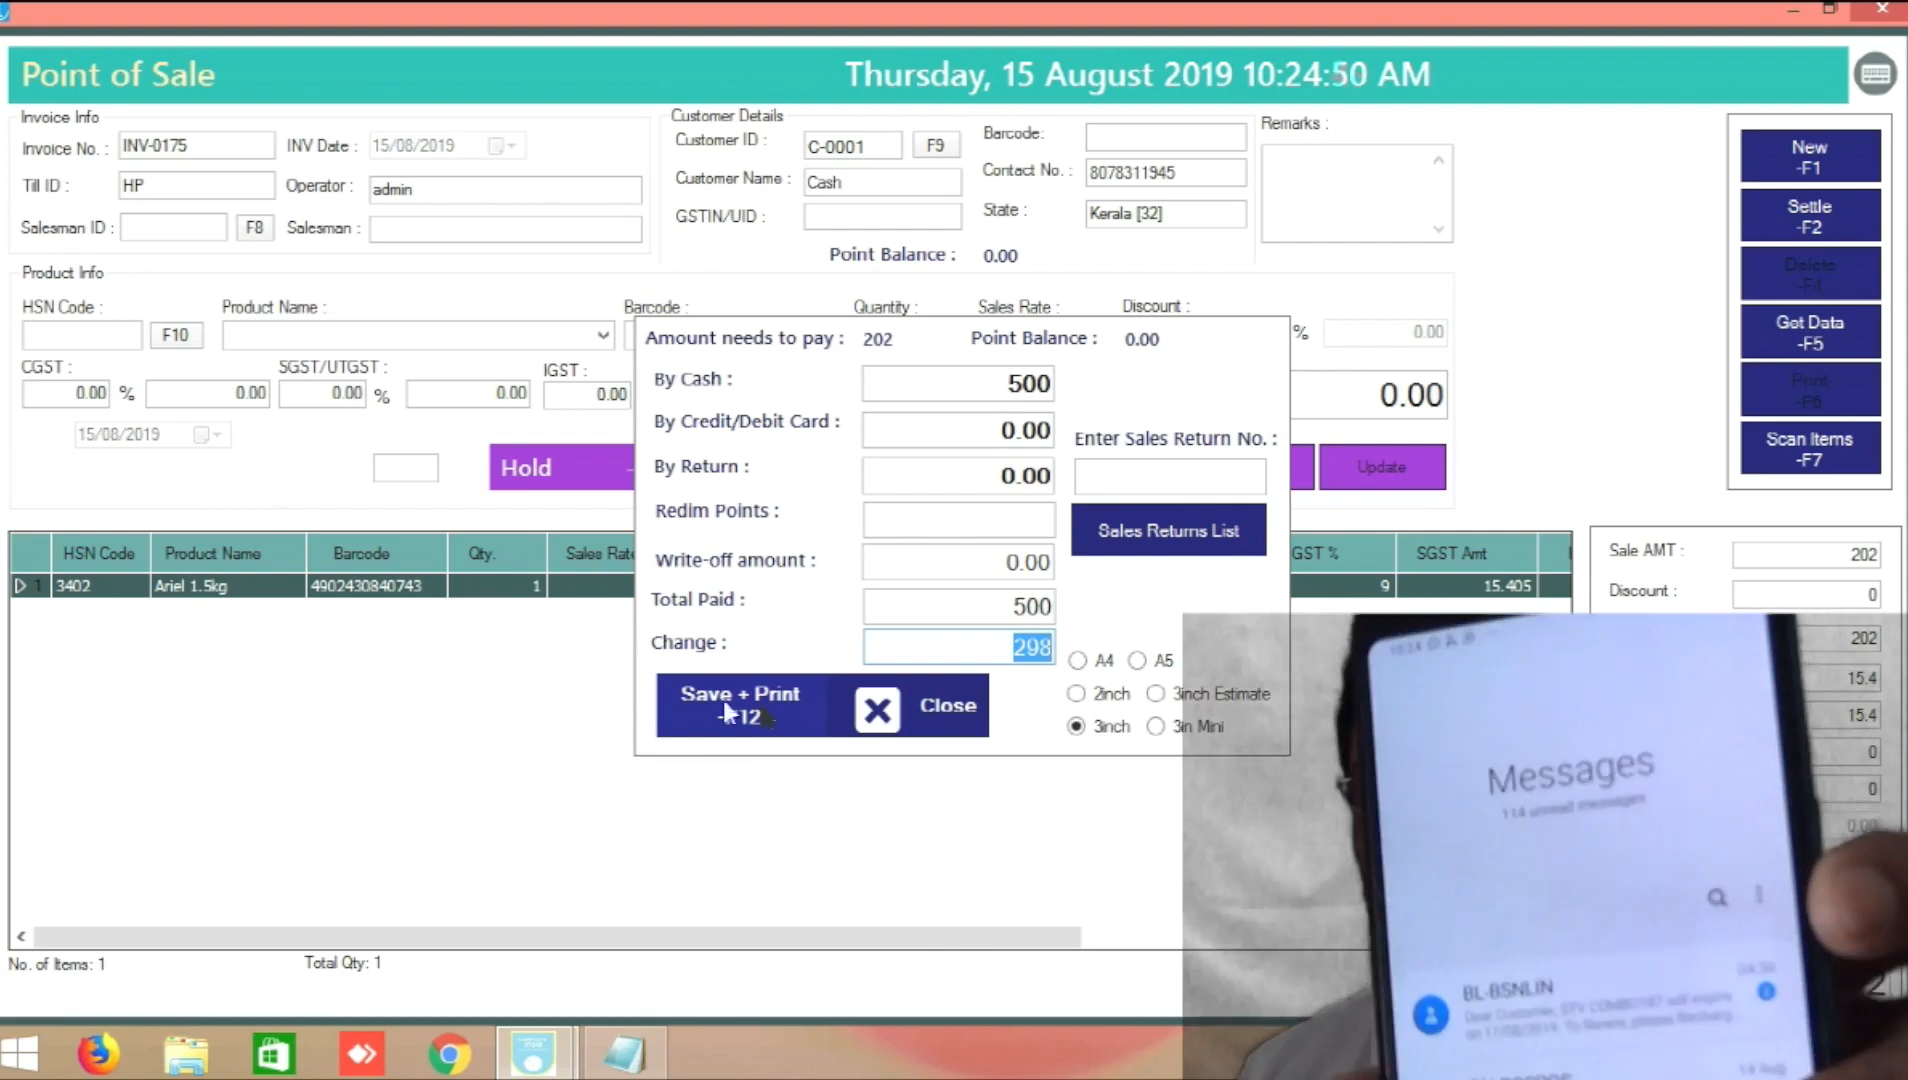 Point of Sale
Thursday, 15 August 2019 10:24:50 AM
Invoice Info
Invoice No. : INV-0175 INV Date : 15/08/2019
Till ID : HP Operator : admin
Salesman ID : F8 Salesman :
Customer Details
Customer ID : C-0001 F9 Barcode:
Customer Name : Cash Contact No. : 8078311945
GSTIN/UID : State : Kerala [32]
Point Balance : 0.00
Remarks :
New
-F1
Settle
-F2
Delete
-F4
Get Data
-F5
Print
-F6
Scan Items
-F7
Product Info
HSN Code : Product Name : Barcode : Quantity : Sales Rate : Discount :
F10 % 0.00
CGST : SGST/UTGST : IGST :
0.00 % 0.00 0.00 % 0.00 0.00 0.00
15/08/2019
Hold - Update
Amount needs to pay : 202 Point Balance : 0.00
By Cash : 500
By Credit/Debit Card : 0.00
By Return : 0.00
Redim Points :
Write-off amount : 0.00
Total Paid : 500
Change : 298
Enter Sales Return No. :
Sales Returns List
A4 A5
2inch 3inch Estimate
3inch 3in Mini
Save + Print
Close
HSN Code Product Name Barcode Qty. Sales Rate GST % SGST Amt
1 3402 Ariel 1.5kg 4902430840743 1 9 15.405
Sale AMT : 202
Discount : 0
202
15.4
15.4
0
0
0.00
No. of Items: 1 Total Qty: 1
Messages
114 unread messages
BL-BSNLIN